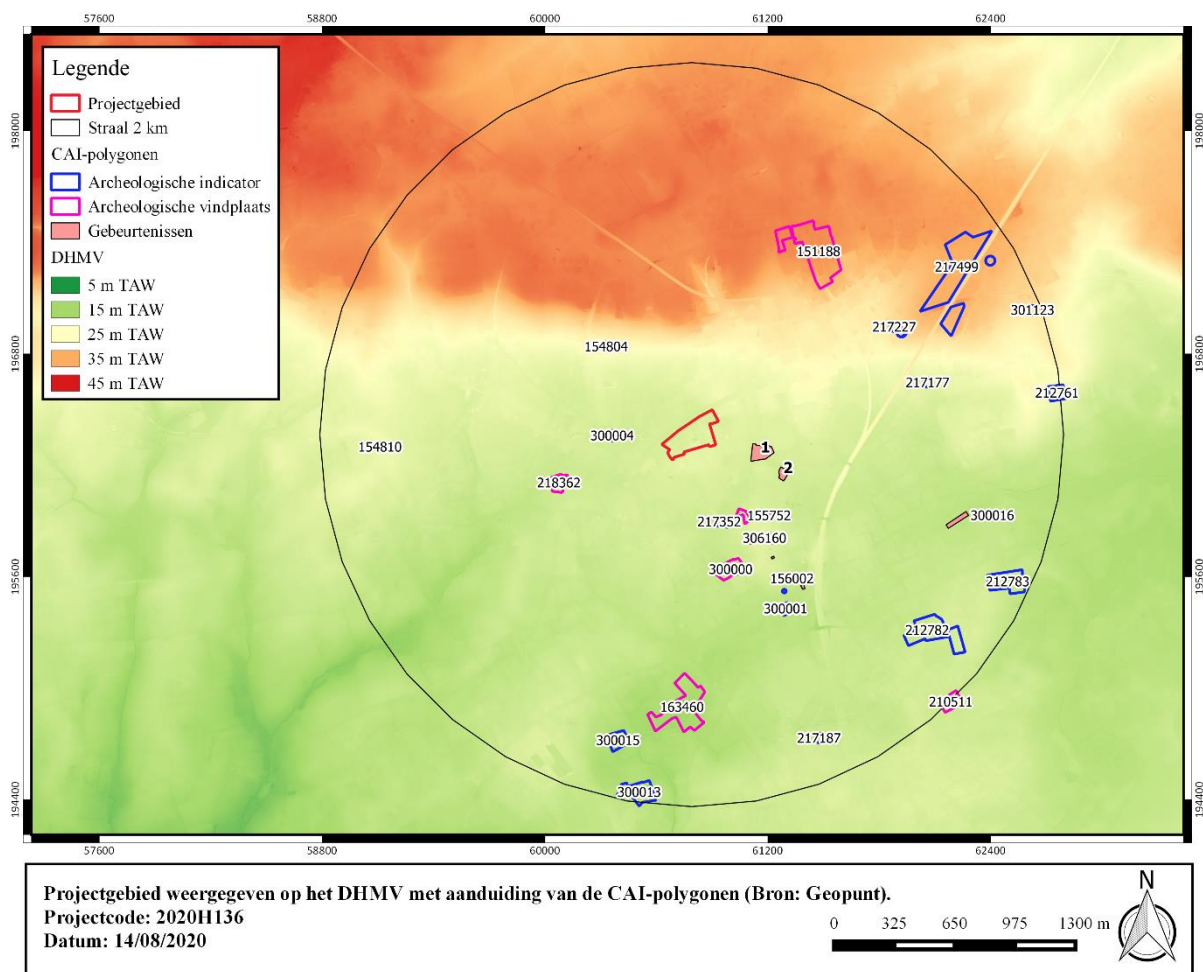 57600 58800 60000 61200 62400
Legende
Projectgebied
Straal 2 km
CAI-polygonen
Archeologische indicator
Archeologische vindplaats
Gebeurtenissen
DHMV
5 m TAW
15 m TAW
25 m TAW
35 m TAW
45 m TAW
198000 198000
151188
217499
301123
217227
154804
196800 196800
217177
212761
300004
154810
1
2
218362
155752
217352
300016
306160
300000
195600 195600
156002
212783
300001
212782
210511
163460
300015
217187
300013
194400 194400
57600 58800 60000 61200 62400
Projectgebied weergegeven op het DHMV met aanduiding van de CAI-polygonen (Bron: Geopunt).
Projectcode: 2020H136
Datum: 14/08/2020
0 325 650 975 1300 m
N